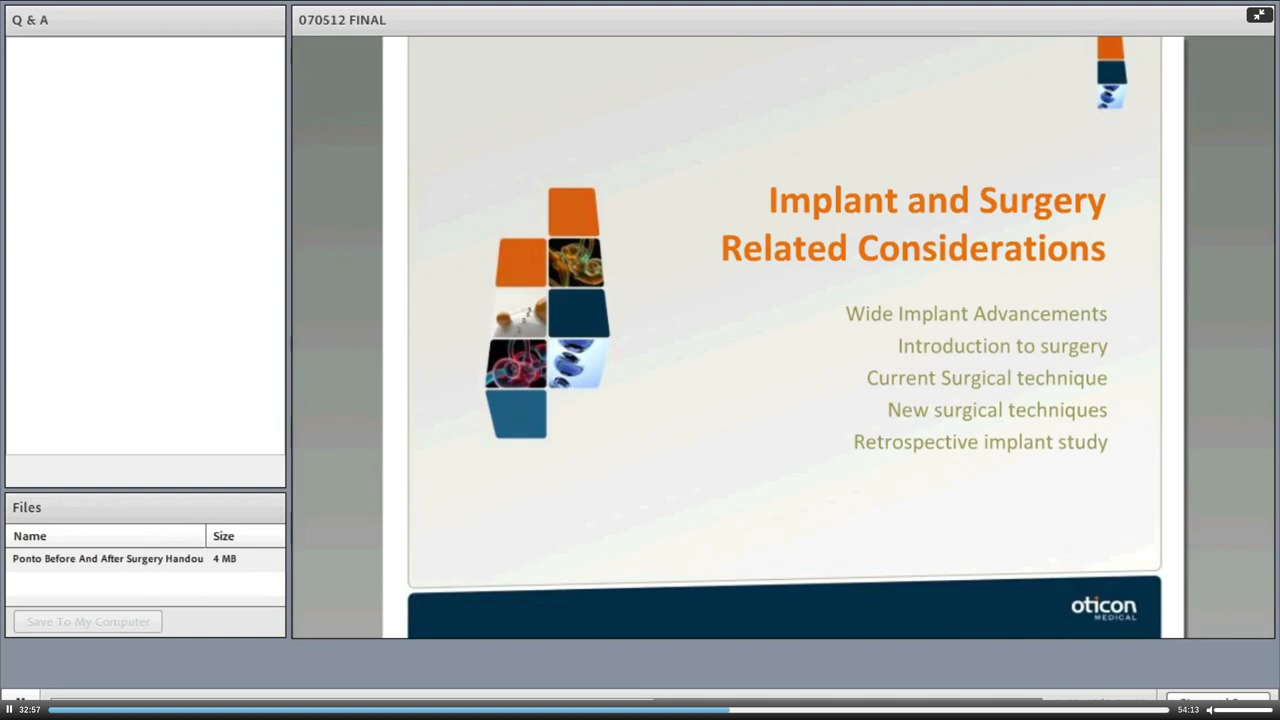 Q & A
070512 FINAL
Implant and Surgery
Related Considerations
Wide Implant Advancements
Introduction to surgery
Current Surgical technique
New surgical techniques
Retrospective implant study
oticon
MEDICAL
Files
Name Size
Ponto Before And After Surgery Handou 4 MB
Save To My Computer
32:57
54:13